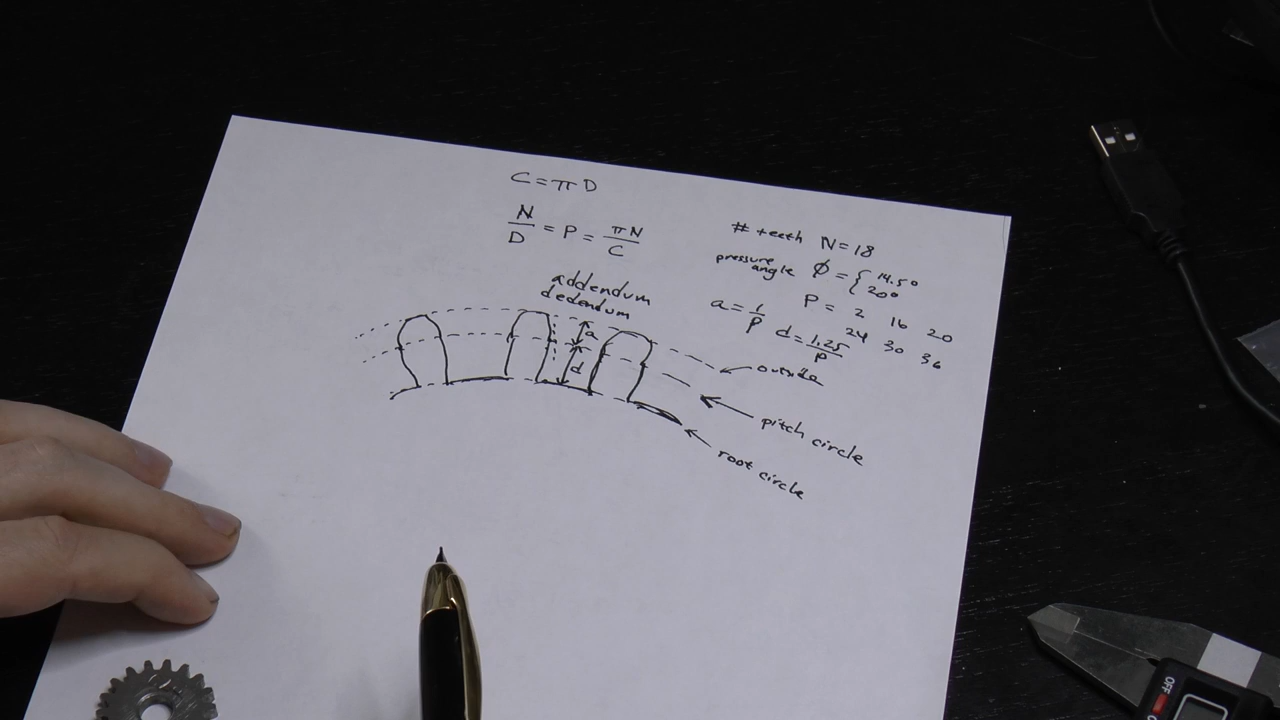 C = π D
N/D = P = πN/C
# teeth N = 18
pressure angle Ø = { 14.5° 20°
P = 2 16 20
24 30 36
a = 1/P d = 1.25/P
addendum
dedendum
a
d
outside
pitch circle
root circle
OFF